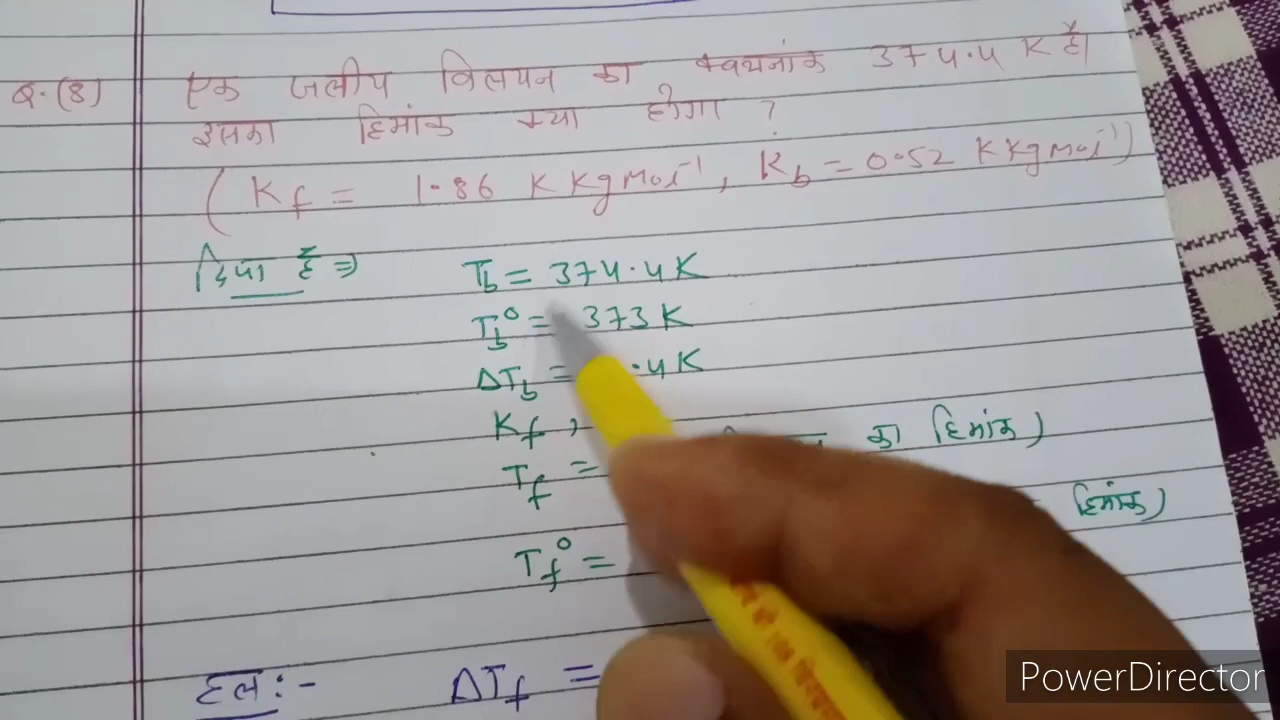 प्र.(8) एक जलीय विलयन का क्वथनांक 374.4 K है।
इसका हिमांक क्या होगा ?
(Kf = 1.86 K Kg mol⁻¹, Kb = 0.52 K Kg mol⁻¹)
दिया है ⇒ Tb = 374.4 K
Tb° = 373 K
ΔTb = .4 K
Kf,
Tf = का हिमांक)
हिमांक)
Tf° =
हल :- ΔTf =
PowerDirector